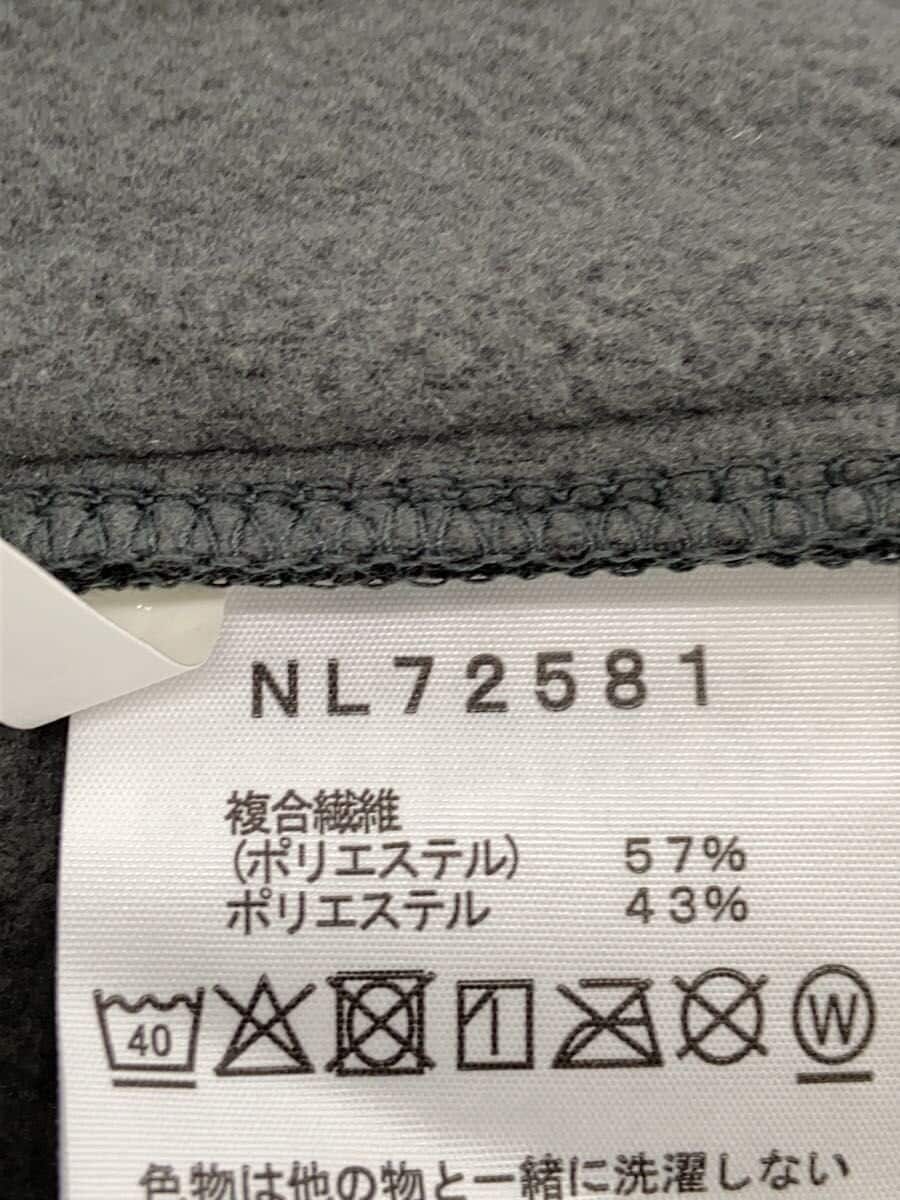 NL72581
複合繊維
(ポリエステル) 57%
ポリエステル 43%
40
W
色物は他の物と一緒に洗濯しない